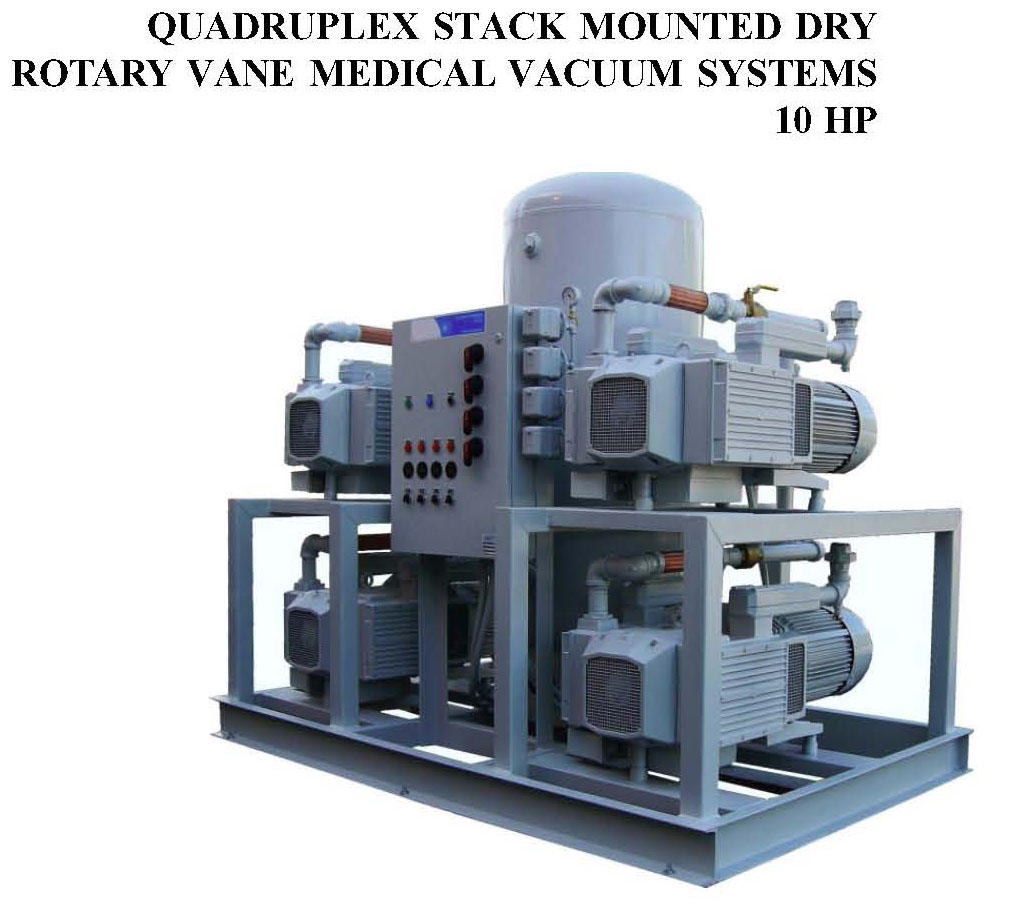 QUADRUPLEX STACK MOUNTED DRY
ROTARY VANE MEDICAL VACUUM SYSTEMS
10 HP